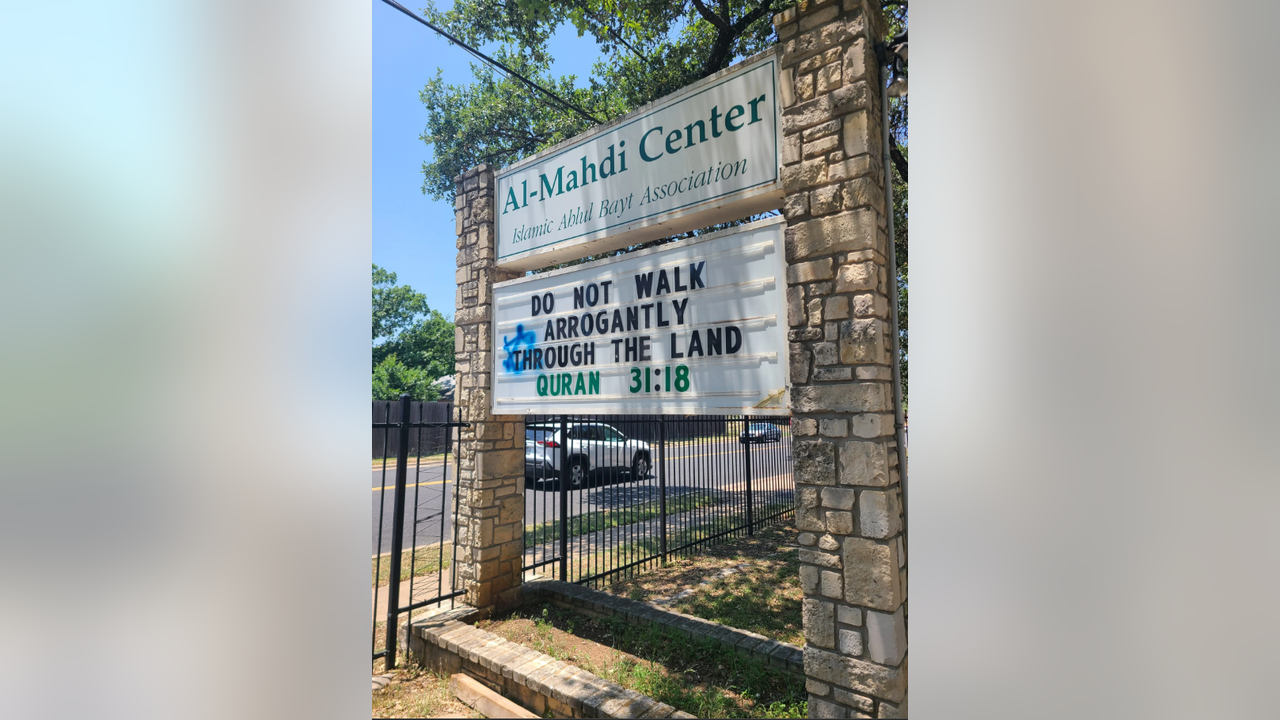 Al-Mahdi Center
Islamic Ahlul Bayt Association
DO NOT WALK
ARROGANTLY
THROUGH THE LAND
QURAN 31:18